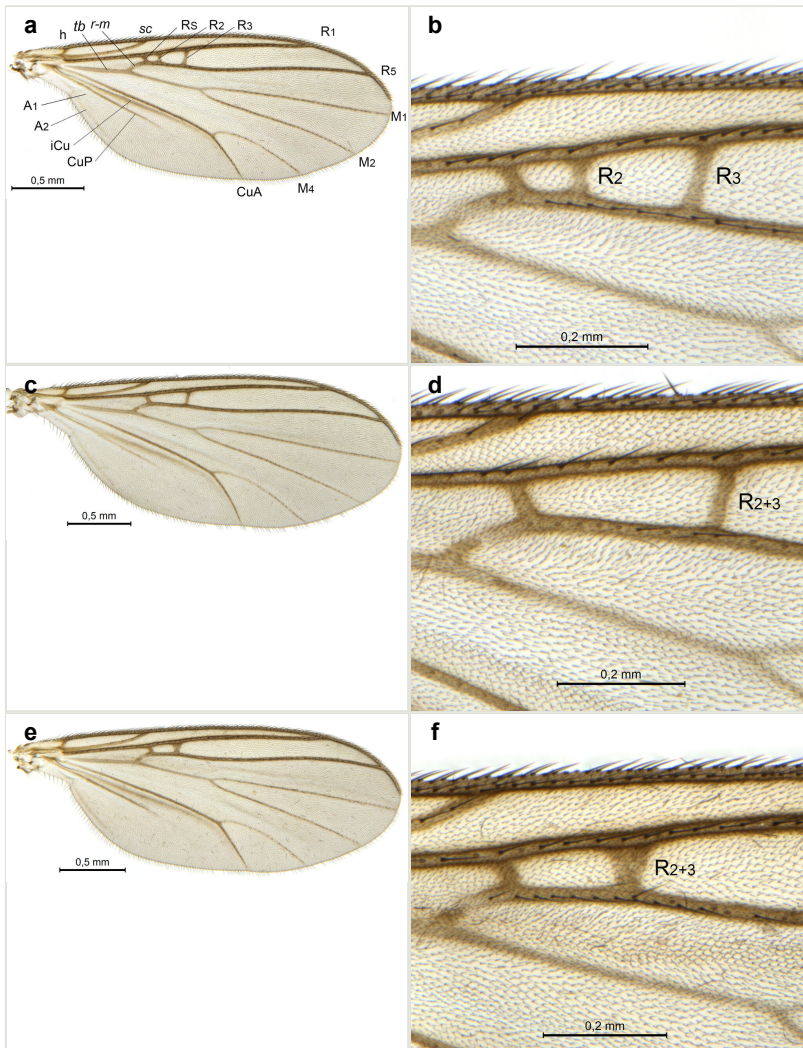 a
h tb r-m sc RS R2 R3 R1
R5
A1
M1
A2
iCu
CuP
M2
0,5 mm
CuA M4
b
R2 R3
0,2 mm
c
0,5 mm
d
R2+3
0,2 mm
e
0,5 mm
f
R2+3
0,2 mm